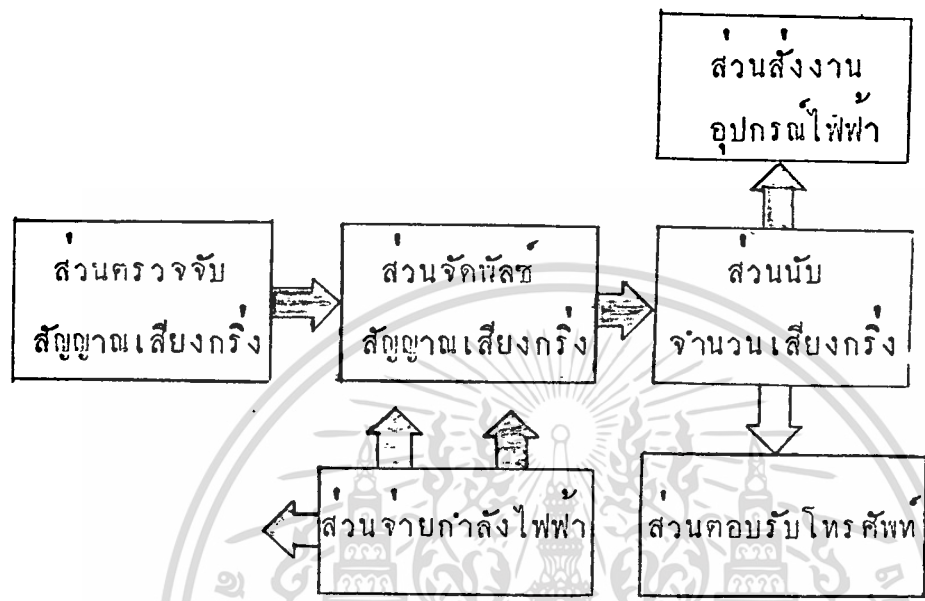 ส่วนสั่งงาน
อุปกรณ์ไฟฟ้า
ส่วนตรวจจับ
สัญญาณเสียงกริ่ง
ส่วนจัดพัลซ์
สัญญาณเสียงกริ่ง
ส่วนนับ
จำนวนเสียงกริ่ง
ส่วนจ่ายกำลังไฟฟ้า
ส่วนตอบรับโทรศัพท์